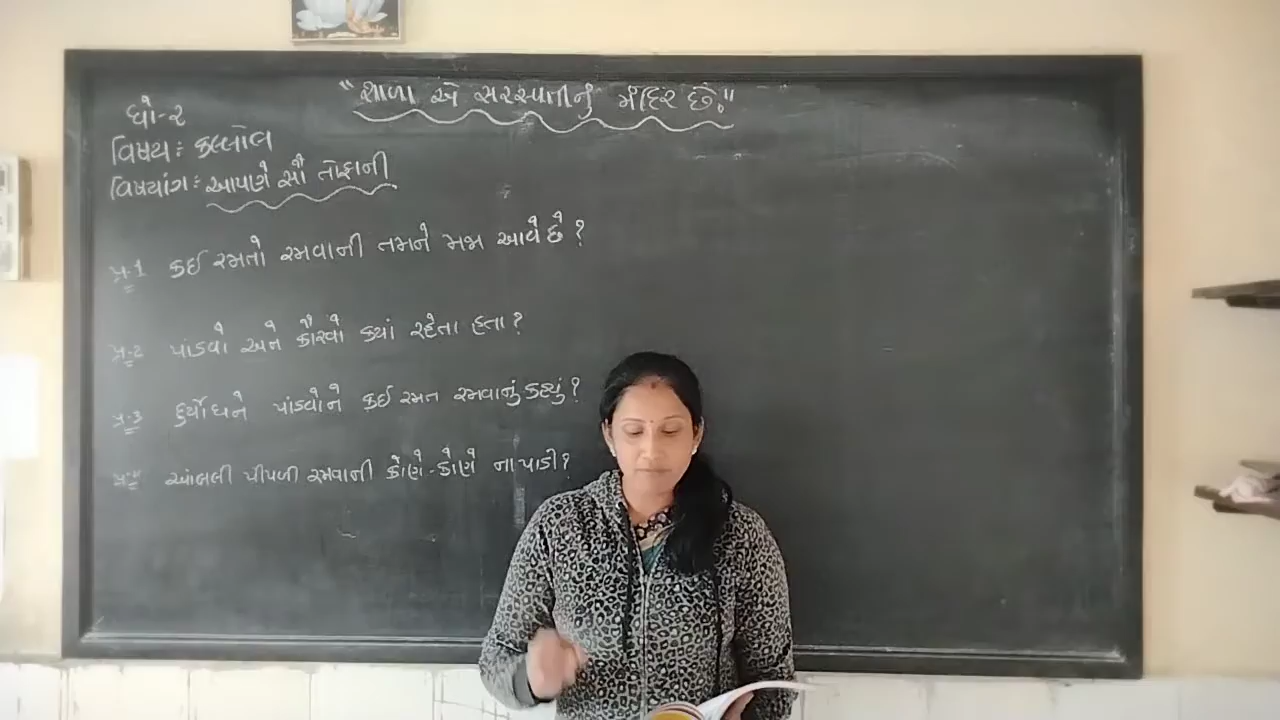 "શાળા એ સરસ્વતીનું મંદિર છે."
ધો-૨
વિષય : કલ્લોલ
વિષયાંગ : આપણે સૌ તોફાની
પ્ર-1 કઈ રમતો રમવાની તમને મજા આવે છે ?
પ્ર-૨ પાંડવો અને કૌરવો ક્યાં રહેતા હતા ?
પ્ર-૩ દુર્યોધને પાંડવોને કઈ રમત રમવાનું કહ્યું ?
પ્ર-૪ આંબલી પીપળી રમવાની કોણે-કોણે ના પાડી ?